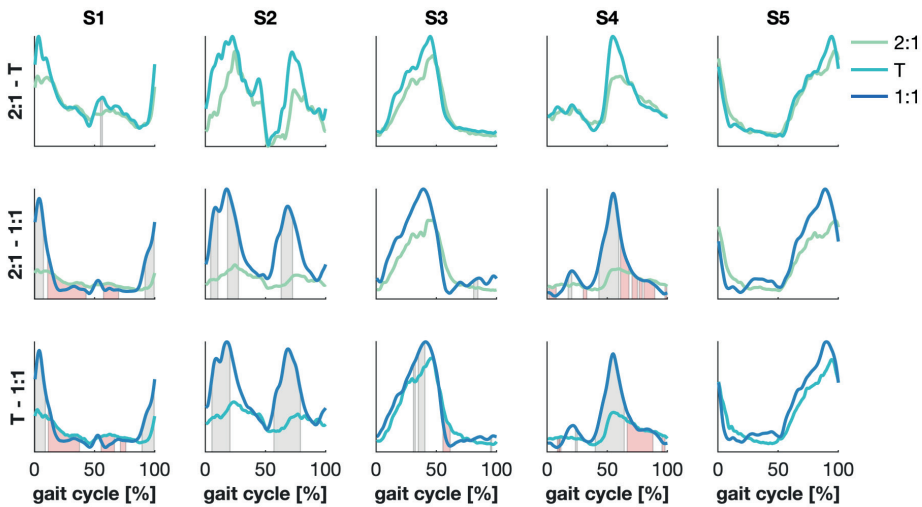 S1 S2 S3 S4 S5
2:1
T
1:1
2:1 - T
2:1 - 1:1
T - 1:1
0 50 100 0 50 100 0 50 100 0 50 100 0 50 100
gait cycle [%] gait cycle [%] gait cycle [%] gait cycle [%] gait cycle [%]